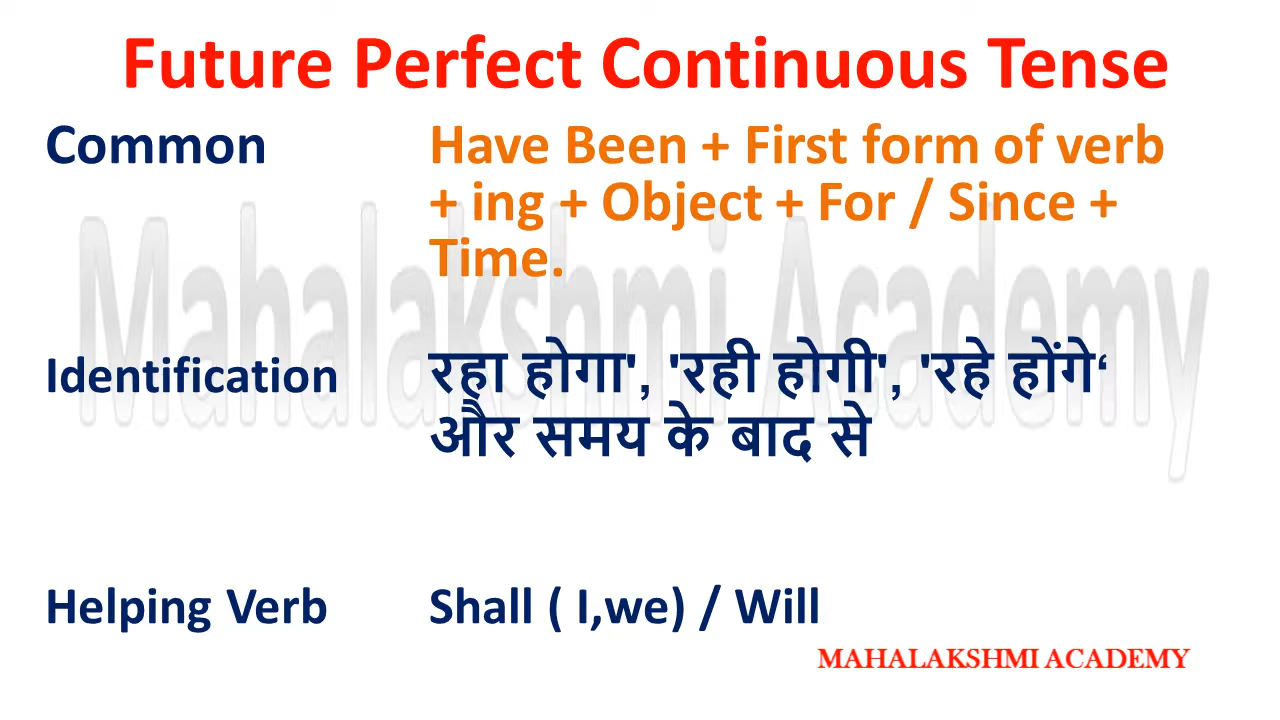 Future Perfect Continuous Tense
Common
Have Been + First form of verb
+ ing + Object + For / Since +
Time.
Mahalakshmi Academy
Identification
रहा होगा', 'रही होगी', 'रहे होंगे‘
और समय के बाद से
Helping Verb
Shall ( I,we) / Will
MAHALAKSHMI ACADEMY